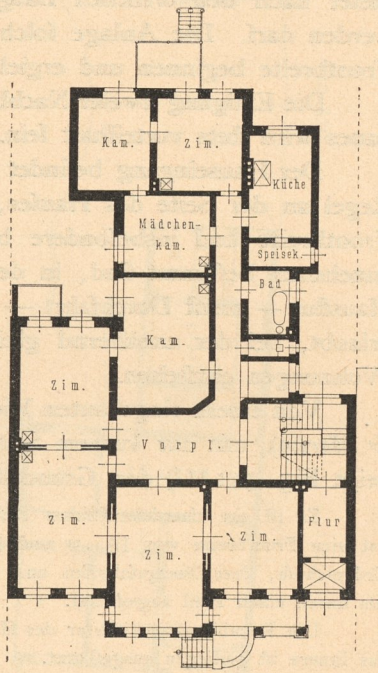 Kam.
Zim.
Küche
Mädchen-
kam.
Speisek.
Bad
Kam.
Zim.
Vorpl.
Zim.
Zim.
Zim.
Flur